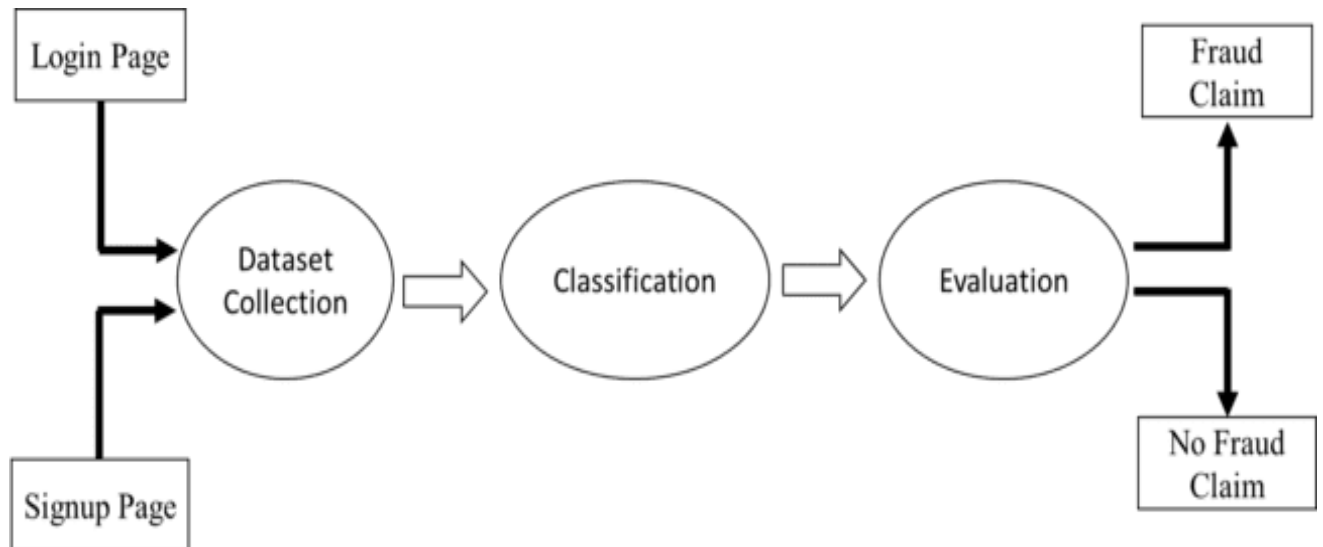 Login Page
Signup Page
Dataset
Collection
Classification
Evaluation
Fraud
Claim
No Fraud
Claim